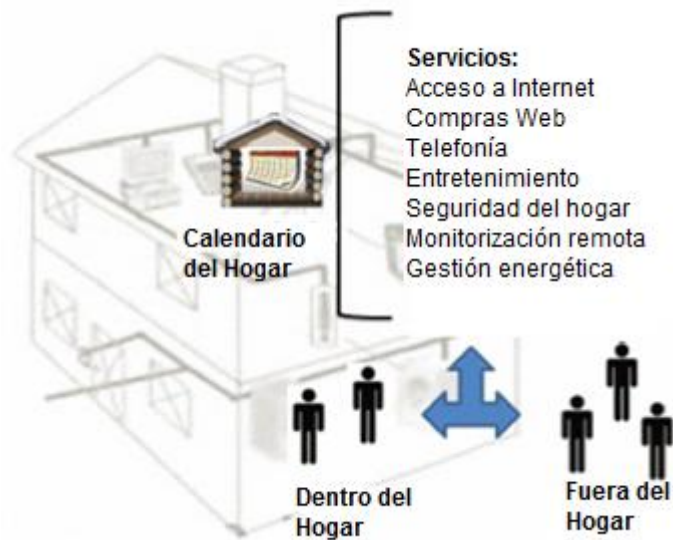 Servicios:
Acceso a Internet
Compras Web
Telefonía
Entretenimiento
Seguridad del hogar
Monitorización remota
Gestión energética
Calendario
del Hogar
Dentro del
Hogar
Fuera del
Hogar